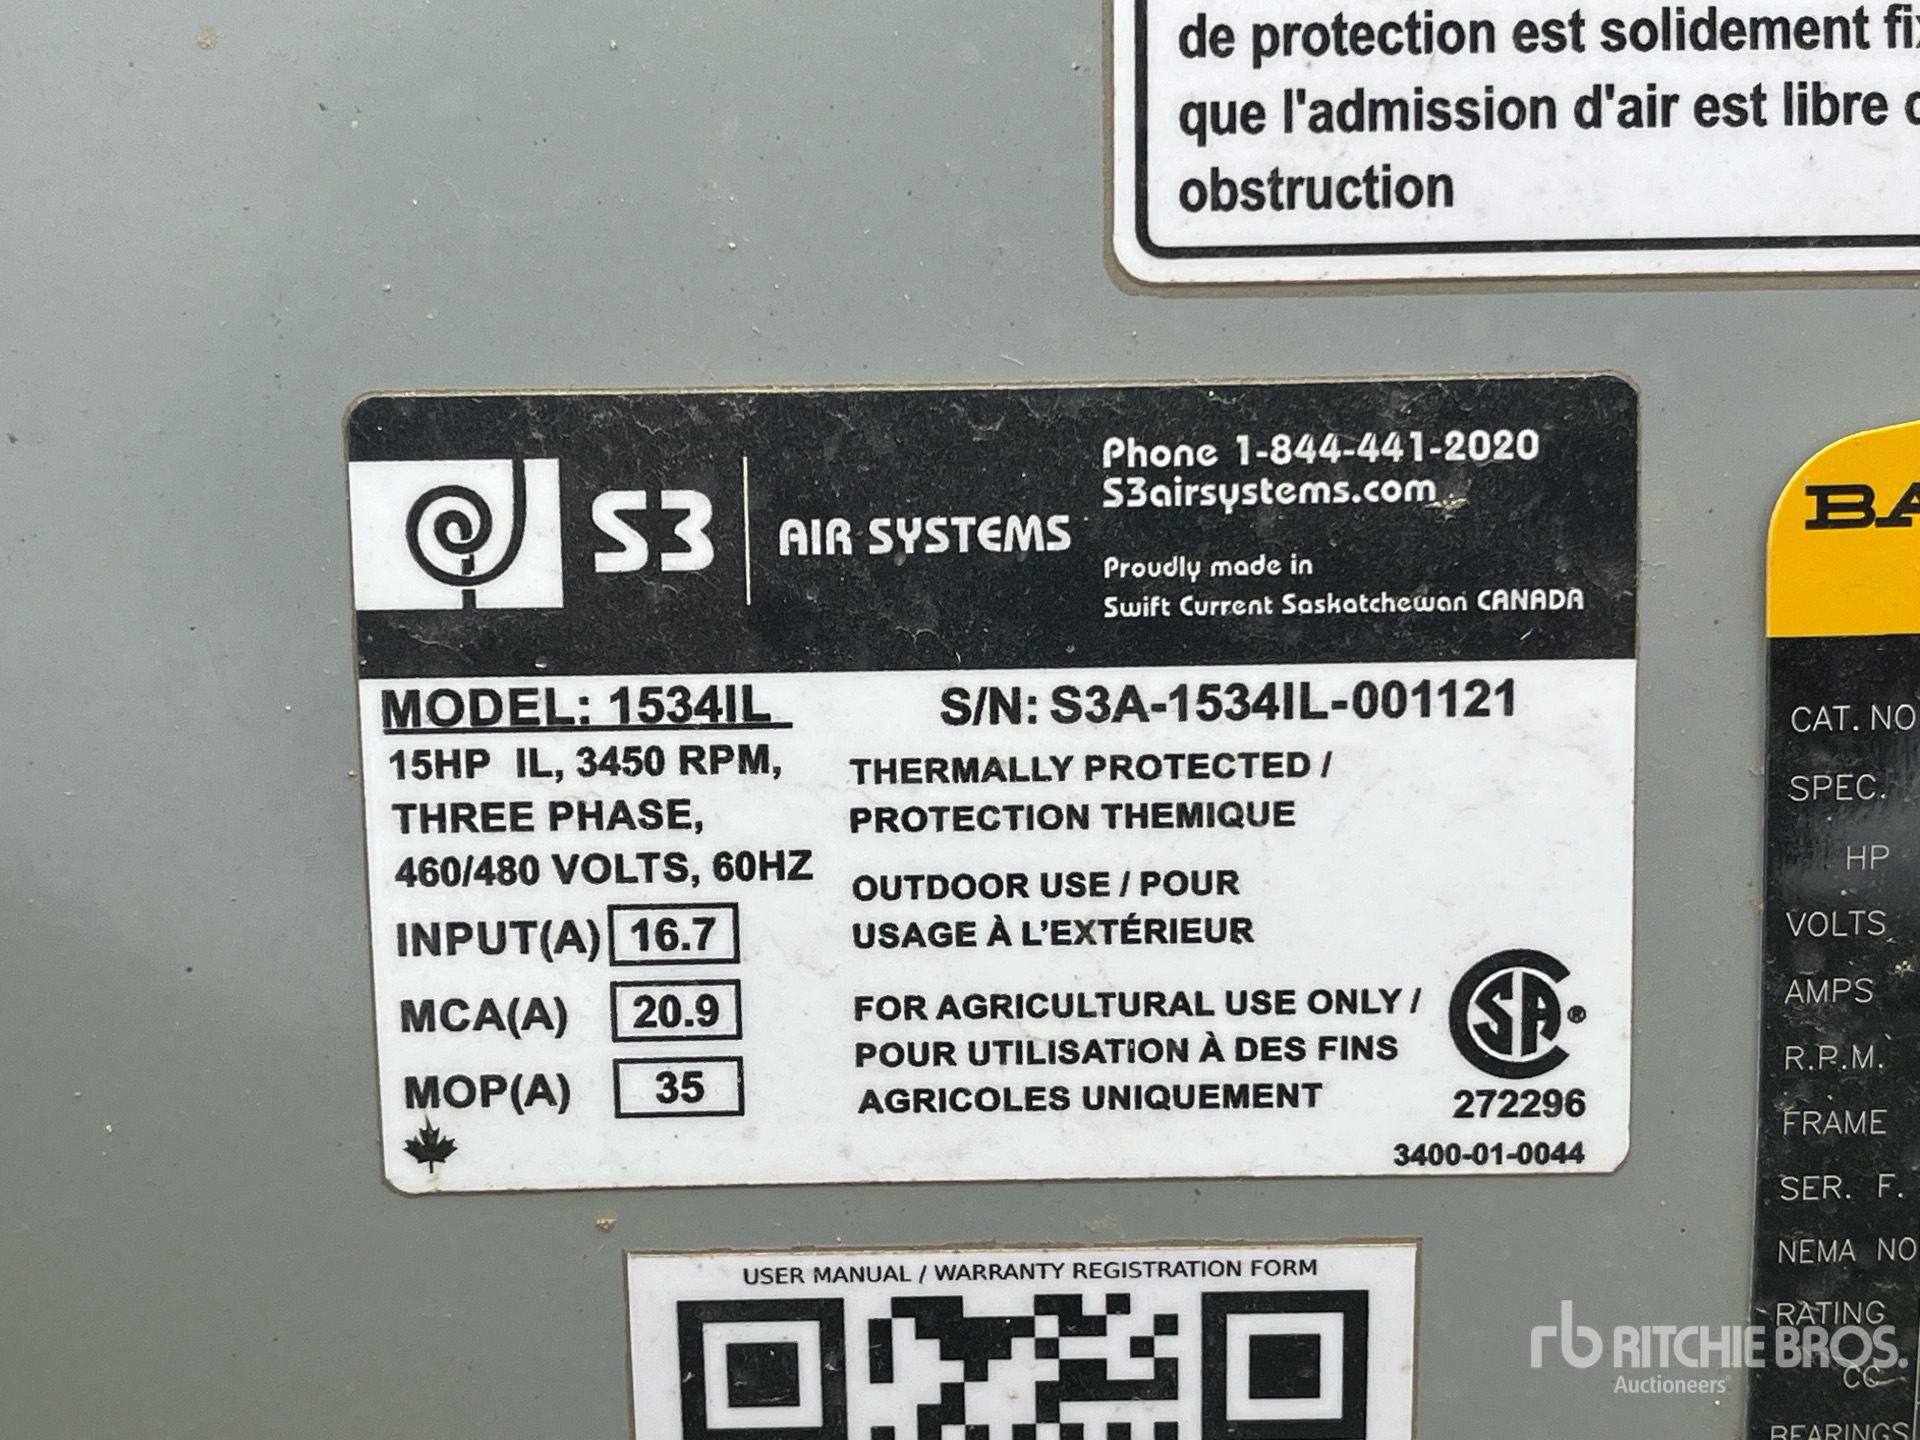 de protection est solidement
que l'admission d'air est libre
obstruction
S3 AIR SYSTEMS
Phone 1-844-441-2020
S3airsystems.com
Proudly made in
Swift Current Saskatchewan CANADA
MODEL: 1534IL
S/N: S3A-1534IL-001121
15HP IL, 3450 RPM,
THREE PHASE,
460/480 VOLTS, 60HZ
INPUT(A) 16.7
MCA(A) 20.9
MOP(A) 35
THERMALLY PROTECTED /
PROTECTION THEMIQUE
OUTDOOR USE / POUR
USAGE À L'EXTÉRIEUR
FOR AGRICULTURAL USE ONLY /
POUR UTILISATION À DES FINS
AGRICOLES UNIQUEMENT
SA ®
272296
3400-01-0044
USER MANUAL / WARRANTY REGISTRATION FORM
CAT. NO
SPEC.
HP
VOLTS
AMPS
R.P.M.
FRAME
SER. F.
NEMA NO
RATING
CC
BEARINGS
rb RITCHIE BROS.
Auctioneers